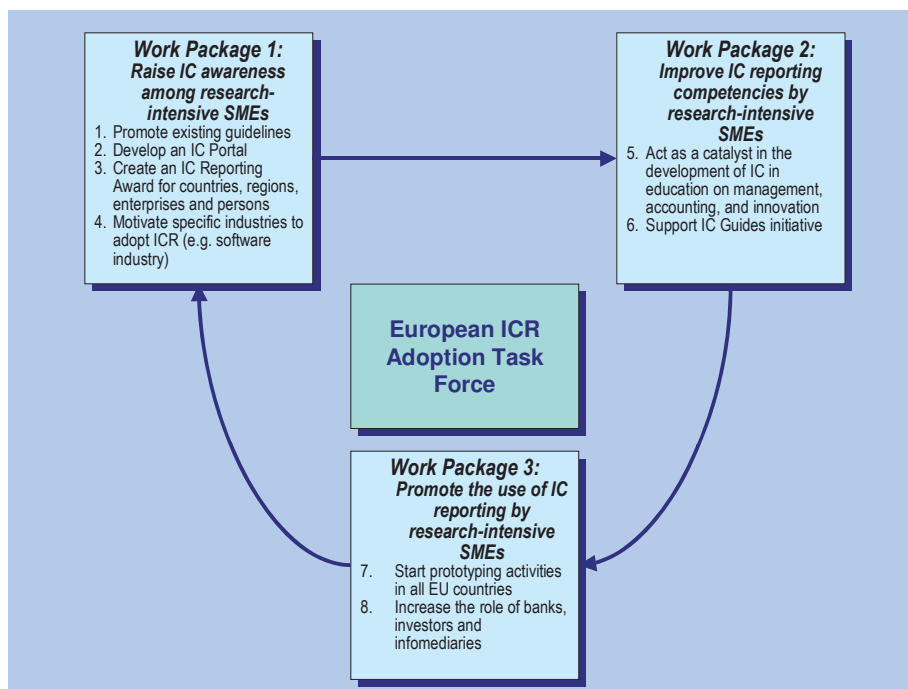 Work Package 1:
Raise IC awareness
among research-
intensive SMEs
1. Promote existing guidelines
2. Develop an IC Portal
3. Create an IC Reporting
Award for countries, regions,
enterprises and persons
4. Motivate specific industries to
adopt ICR (e.g. software
industry)
Work Package 2:
Improve IC reporting
competencies by
research-intensive
SMEs
5. Act as a catalyst in the
development of IC in
education on management,
accounting, and innovation
6. Support IC Guides initiative
European ICR
Adoption Task
Force
Work Package 3:
Promote the use of IC
reporting by
research-intensive
SMEs
7. Start prototyping activities
in all EU countries
8. Increase the role of banks,
investors and
infomediaries